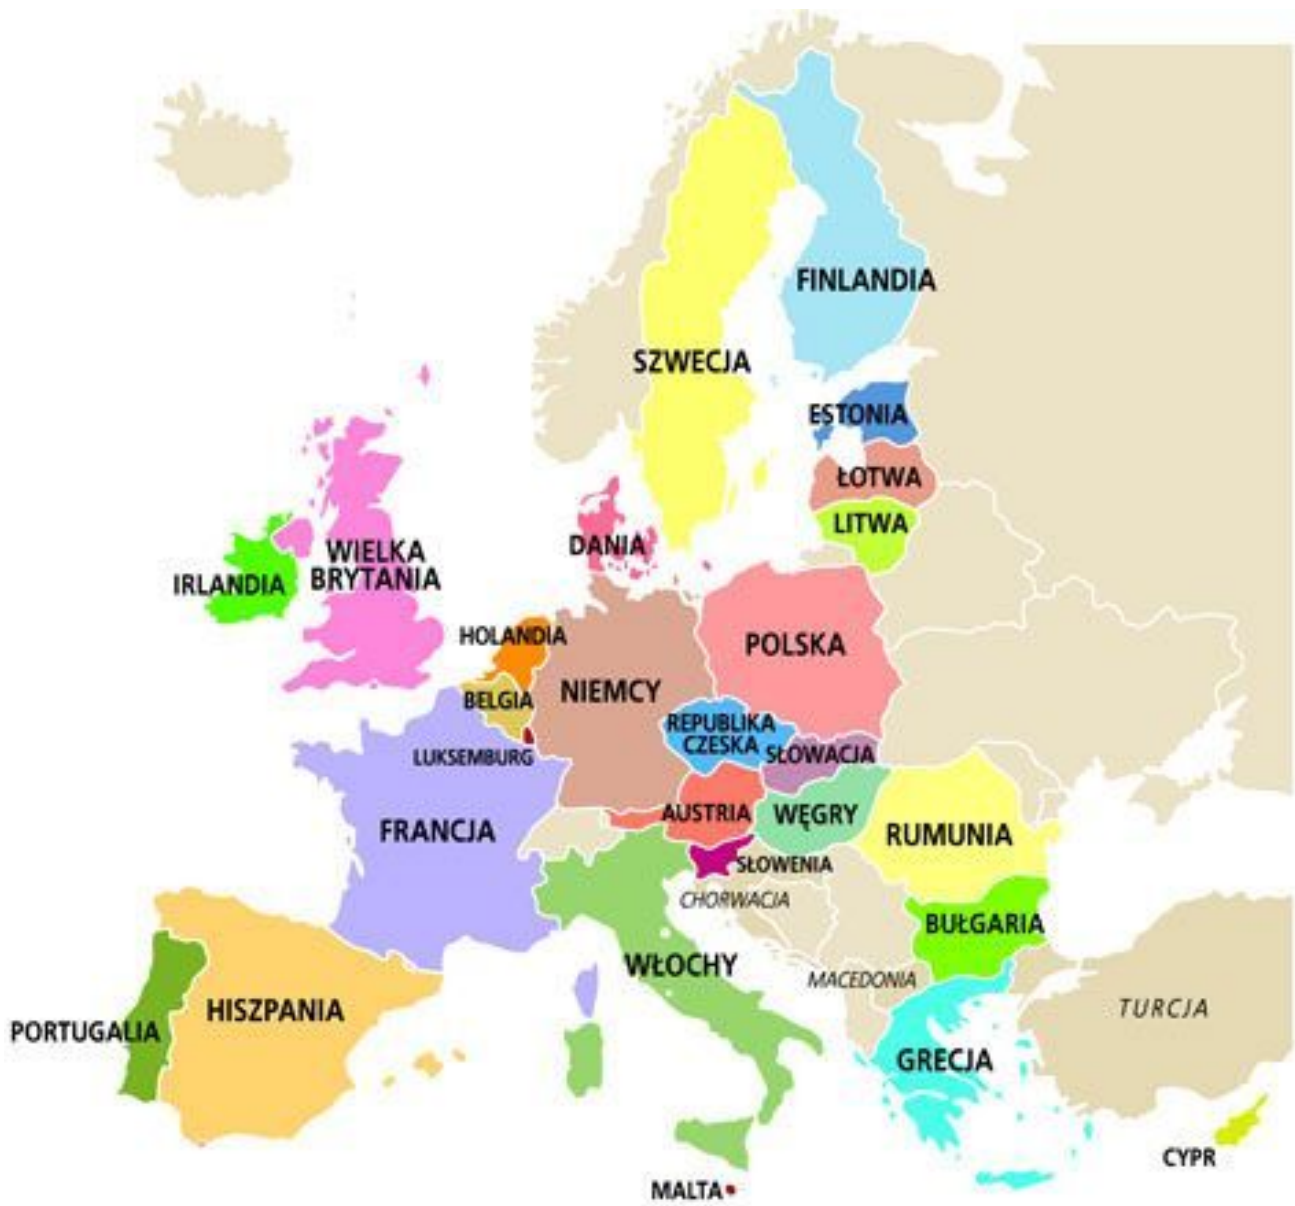 FINLANDIA
SZWECJA
ESTONIA
ŁOTWA
LITWA
DANIA
WIELKA
BRYTANIA
IRLANDIA
HOLANDIA
POLSKA
BELGIA
NIEMCY
REPUBLIKA
CZESKA
SŁOWACJA
LUKSEMBURG
AUSTRIA
WĘGRY
FRANCJA
RUMUNIA
SŁOWENIA
CHORWACJA
BUŁGARIA
WŁOCHY
MACEDONIA
HISZPANIA
TURCJA
PORTUGALIA
GRECJA
CYPR
MALTA